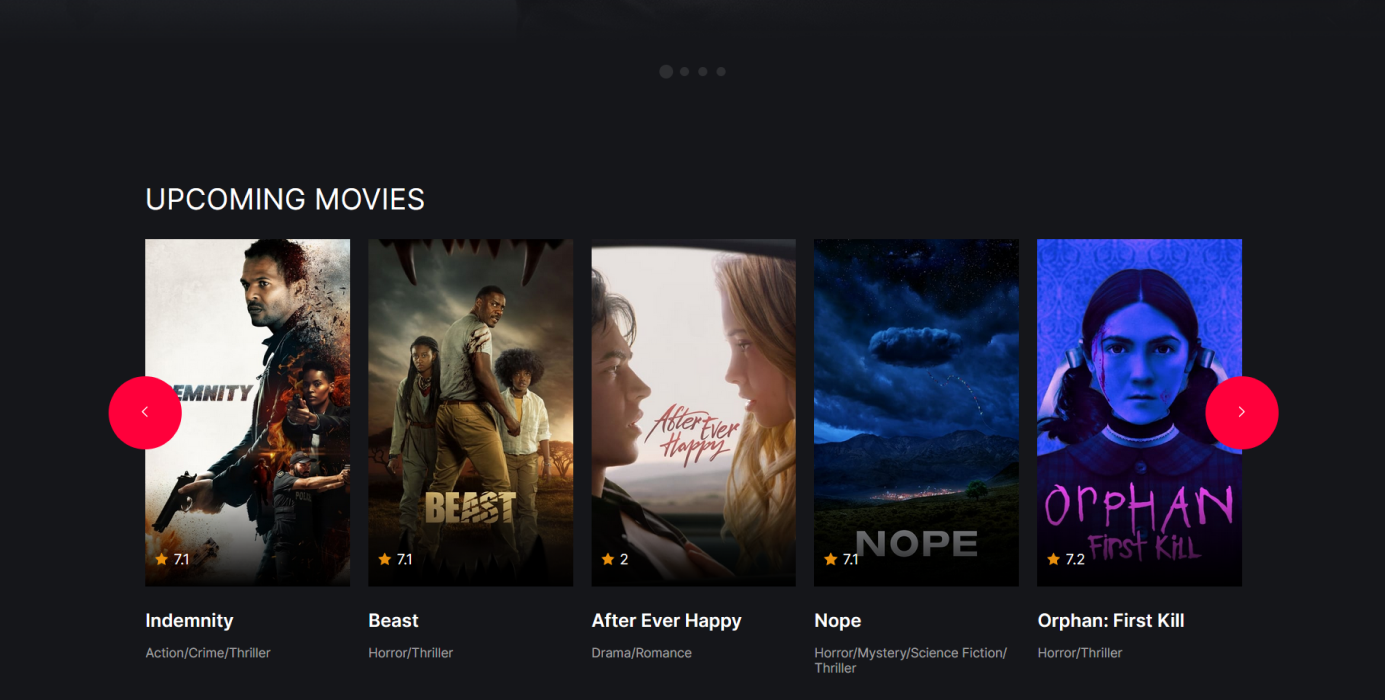 UPCOMING MOVIES
EMNITY
BEAST
After Ever
Happy
NOPE
ORPHAN
First Kill
POLICE
7.1
7.1
2
7.1
7.2
Indemnity
Beast
After Ever Happy
Nope
Orphan: First Kill
Action/Crime/Thriller
Horror/Thriller
Drama/Romance
Horror/Mystery/Science Fiction/
Thriller
Horror/Thriller